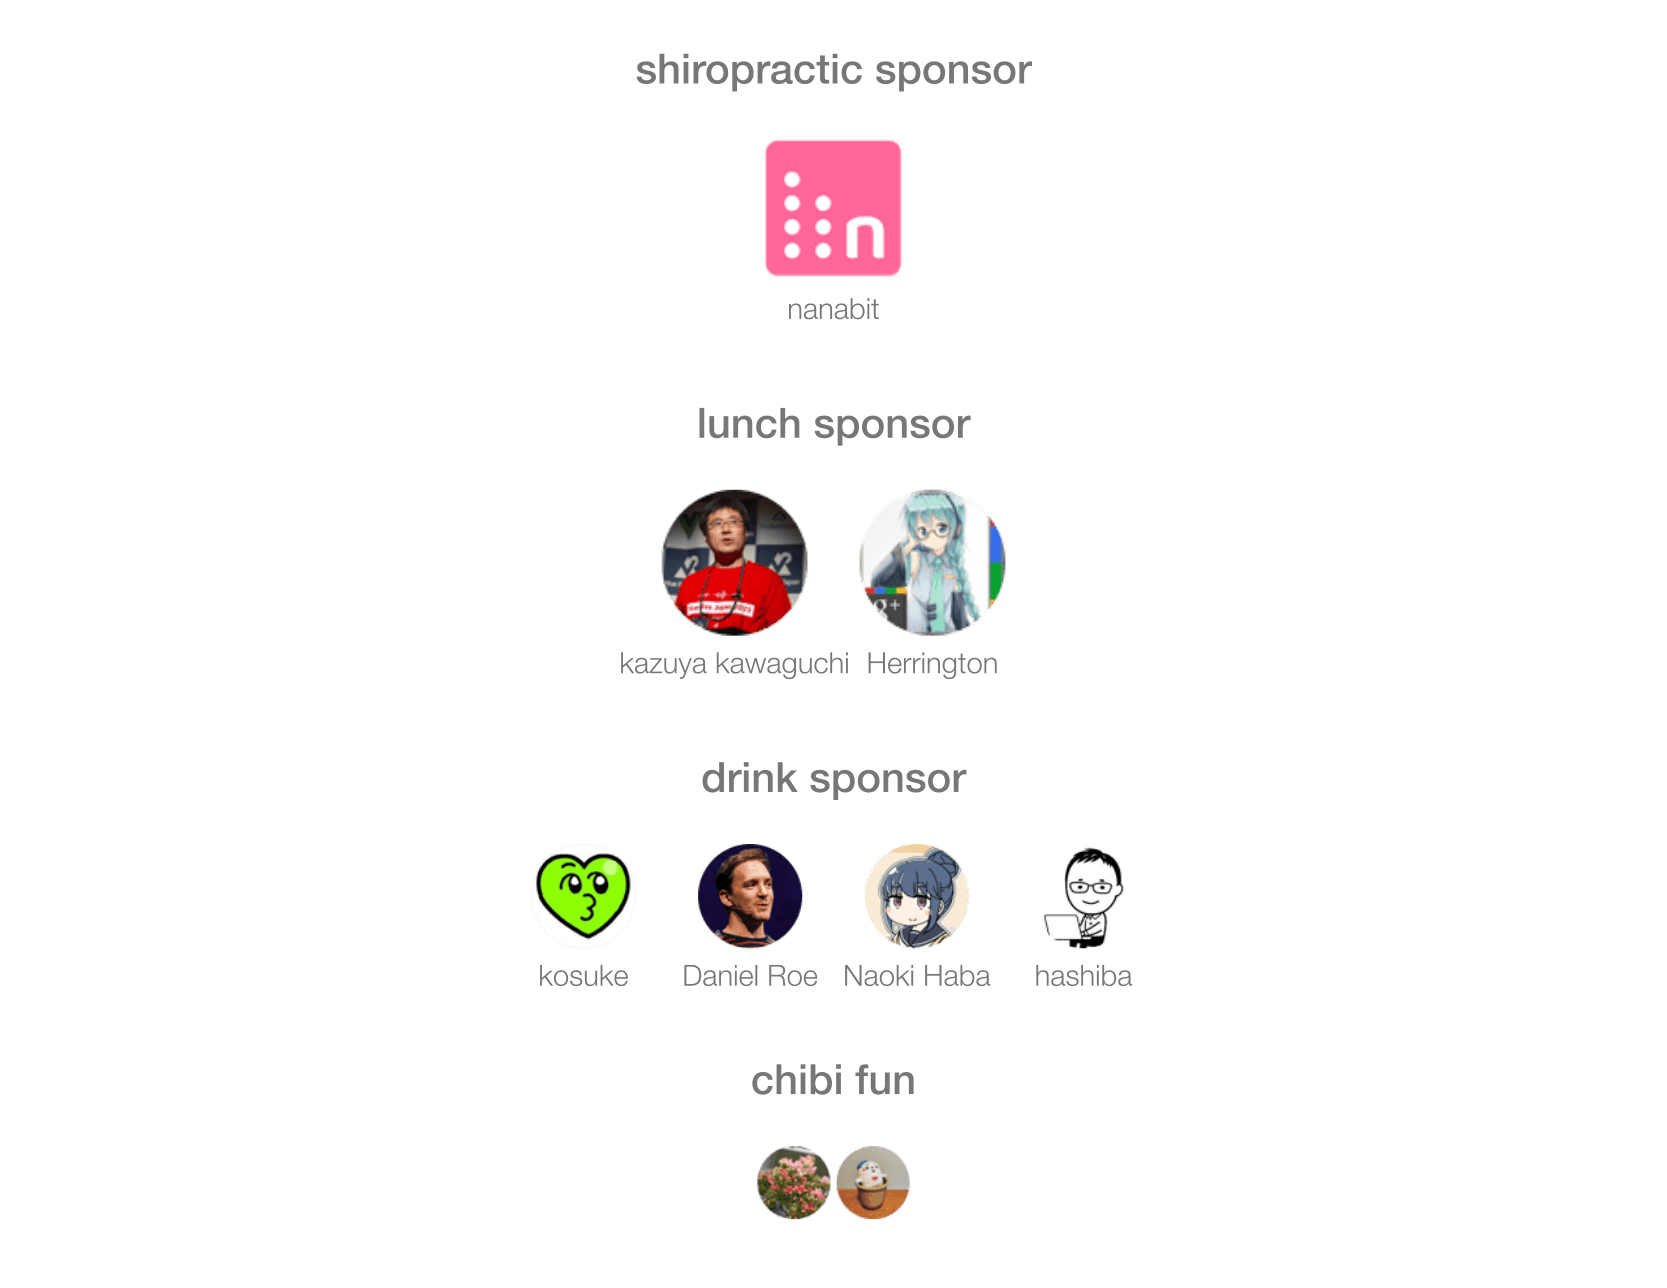 shiropractic sponsor
n
nanabit
lunch sponsor
g+
kazuya kawaguchi Herrington
drink sponsor
kosuke Daniel Roe Naoki Haba hashiba
chibi fun